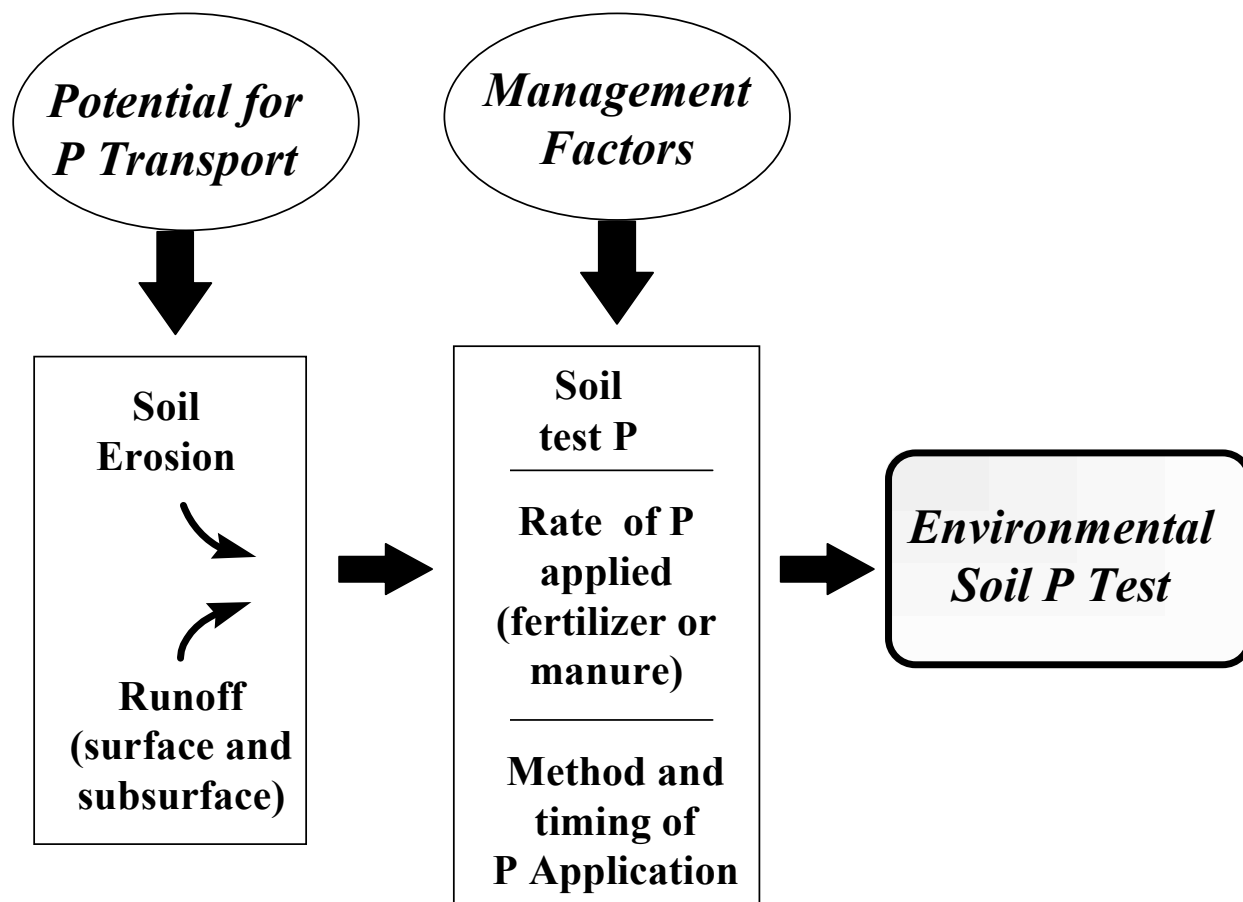 Potential for
P Transport
Management
Factors
Soil
Erosion
Runoff
(surface and
subsurface)
Soil
test P
Rate of P
applied
(fertilizer or
manure)
Method and
timing of
P Application
Environmental
Soil P Test